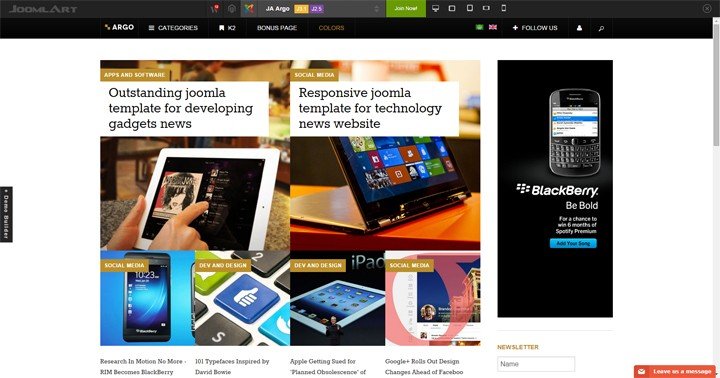 JOOMLART
JA Argo J3.1 J2.5
Join Now!
ARGO
CATEGORIES
K2
BONUS PAGE
COLORS
FOLLOW US
+ Demo Builder
APPS AND SOFTWARE
Outstanding joomla
template for developing
gadgets news
SOCIAL MEDIA
Responsive joomla
template for technology
news website
BlackBerry.
Be Bold
For a chance to
win 6 months of
Spotify Premium
Add Your Song
SOCIAL MEDIA
DEV AND DESIGN
DEV AND DESIGN
SOCIAL MEDIA
iPad
Research In Motion No More -
RIM Becomes BlackBerry
101 Typefaces Inspired by
David Bowie
Apple Getting Sued for
'Planned Obsolescence' of
Google+ Rolls Out Design
Changes Ahead of Faceboo
NEWSLETTER
Name
Leave us a message